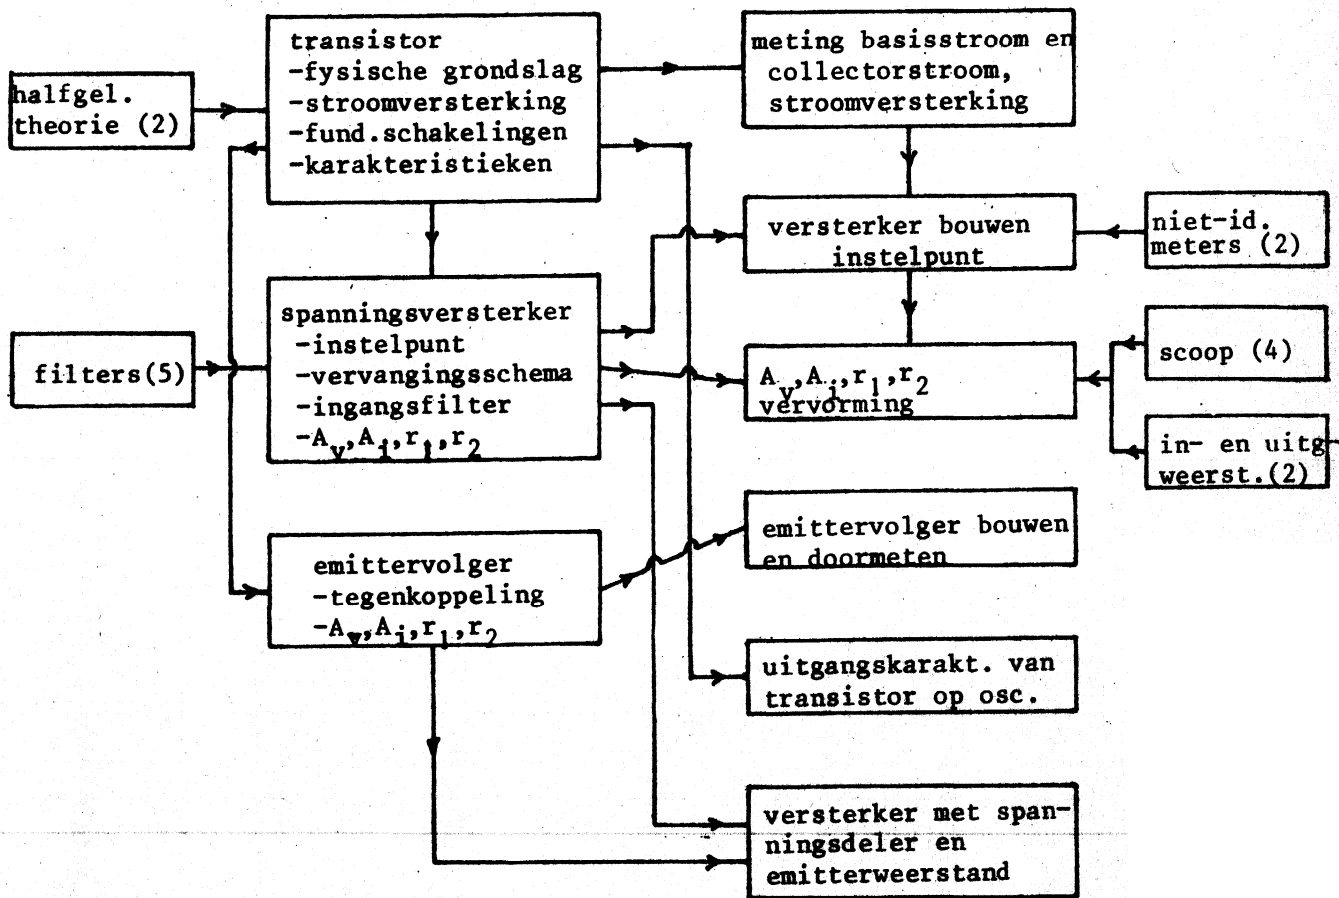 halfgel.
theorie (2)
transistor
-fysische grondslag
-stroomversterking
-fund.schakelingen
-karakteristieken
meting basisstroom en
collectorstroom,
stroomversterking
versterker bouwen
instelpunt
niet-id.
meters (2)
filters(5)
spanningsversterker
-instelpunt
-vervangingsschema
-ingangsfilter
-Av,Ai,r1,r2
Av,Ai,r1,r2
vervorming
scoop (4)
in- en uitg-
weerst.(2)
emittervolger
-tegenkoppeling
-Av,Ai,r1,r2
emittervolger bouwen
en doormeten
uitgangskarakt. van
transistor op osc.
versterker met span-
ningsdeler en
emitterweerstand